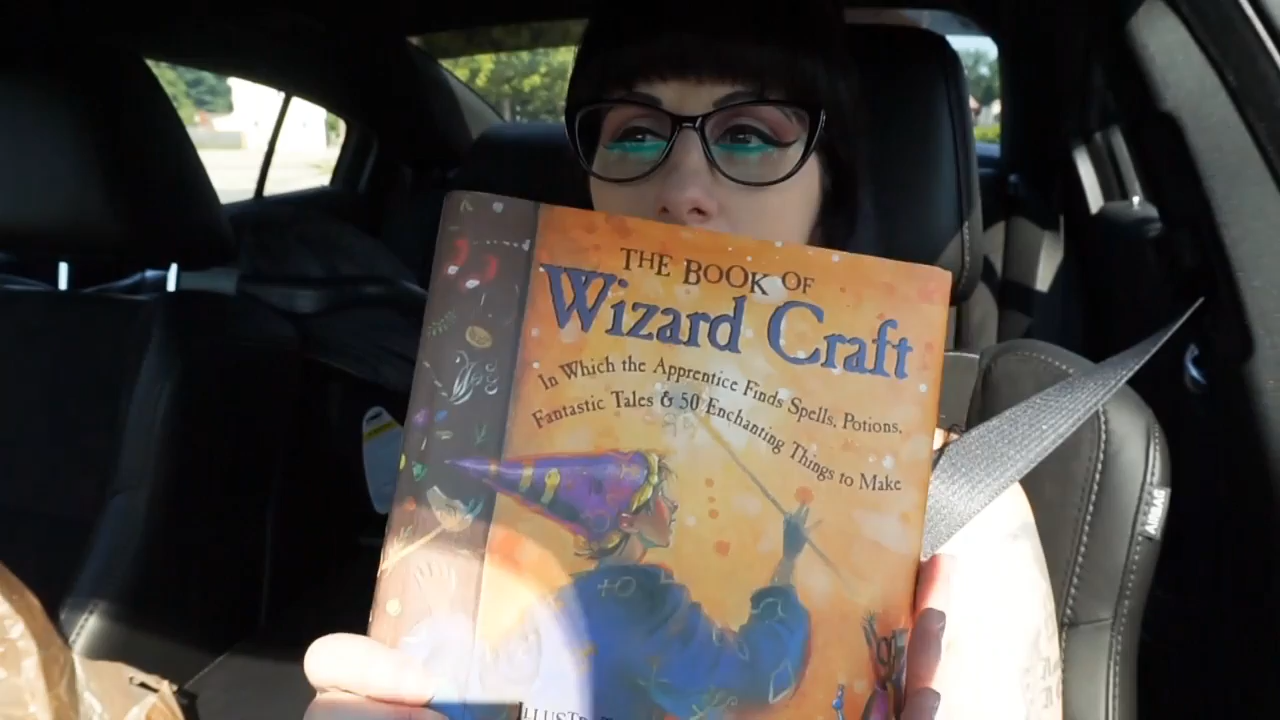 THE BOOK OF
Wizard Craft
In Which the Apprentice Finds Spells, Potions,
Fantastic Tales & 50 Enchanting Things to Make
AIRBAG